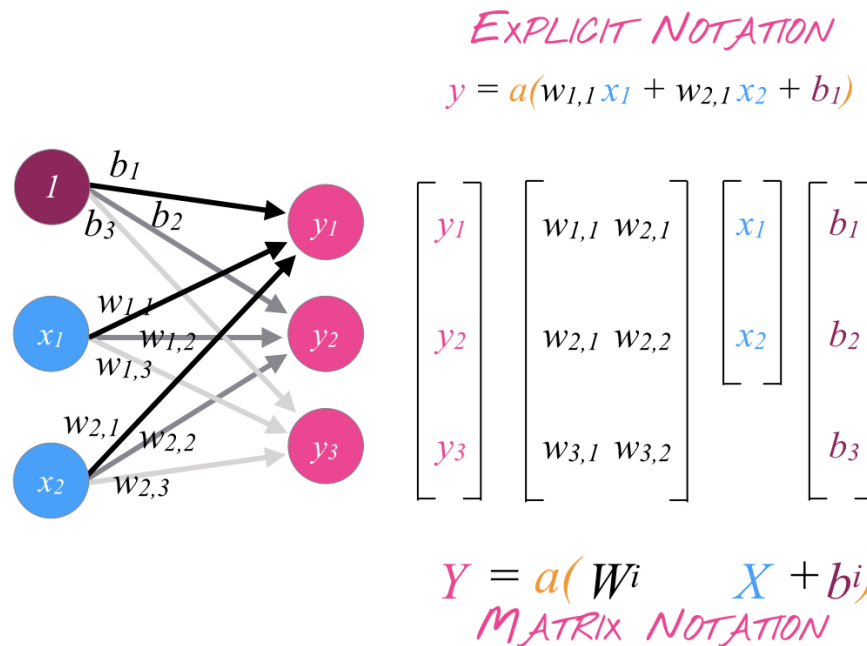 EXPLICIT NOTATION
y = a(w1,1 x1 + w2,1 x2 + b1)
1
b1
b2
b3
y1
x1
w1,1
w1,2
w1,3
y2
x2
w2,1
w2,2
w2,3
y3
y1 w1,1 w2,1 x1 b1
y2 w2,1 w2,2 x2 b2
y3 w3,1 w3,2 b3
Y = a( Wi X + bi)
MATRIX NOTATION